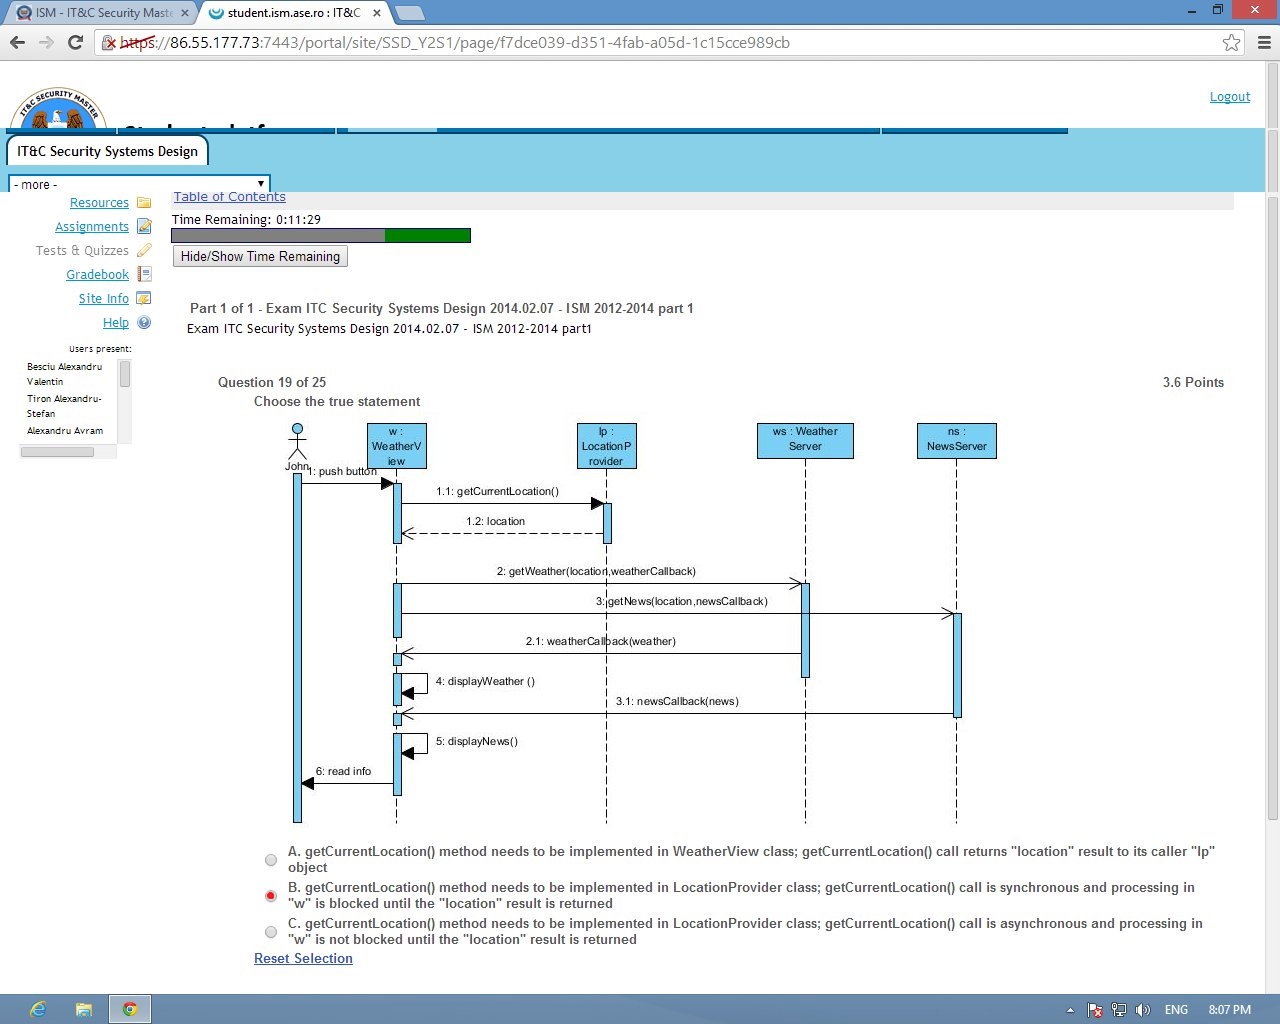 ISM - IT&C Security Maste
student.ism.ase.ro : IT&C
https://86.55.177.73:7443/portal/site/SSD_Y2S1/page/f7dce039-d351-4fab-a05d-1c15cce989cb
IT&C SECURITY MASTER
Logout
IT&C Security Systems Design
- more -
Resources
Assignments
Tests & Quizzes
Gradebook
Site Info
Help
Users present:
Besciu Alexandru
Valentin
Tiron Alexandru-
Stefan
Alexandru Avram
Table of Contents
Time Remaining: 0:11:29
Hide/Show Time Remaining
Part 1 of 1 - Exam ITC Security Systems Design 2014.02.07 - ISM 2012-2014 part 1
Exam ITC Security Systems Design 2014.02.07 - ISM 2012-2014 part1
Question 19 of 25
3.6 Points
Choose the true statement
John
w :
WeatherV
iew
lp :
LocationP
rovider
ws : Weather
Server
ns :
NewsServer
1: push button
1.1: getCurrentLocation()
1.2: location
2: getWeather(location,weatherCallback)
3: getNews(location,newsCallback)
2.1: weatherCallback(weather)
4: displayWeather ()
3.1: newsCallback(news)
5: displayNews()
6: read info
A. getCurrentLocation() method needs to be implemented in WeatherView class; getCurrentLocation() call returns "location" result to its caller "lp"
object
B. getCurrentLocation() method needs to be implemented in LocationProvider class; getCurrentLocation() call is synchronous and processing in
"w" is blocked until the "location" result is returned
C. getCurrentLocation() method needs to be implemented in LocationProvider class; getCurrentLocation() call is asynchronous and processing in
"w" is not blocked until the "location" result is returned
Reset Selection
ENG
8:07 PM